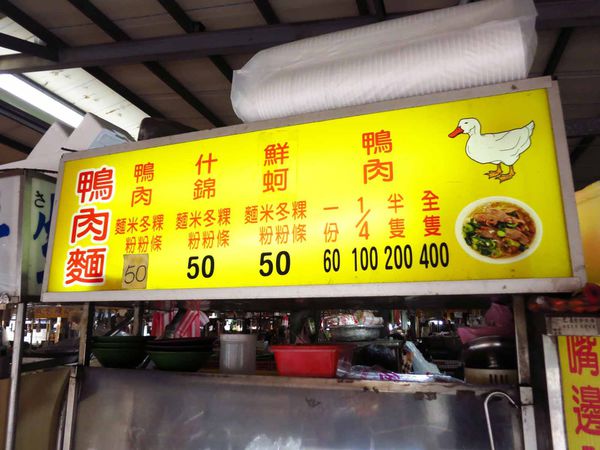 鴨肉麵
鴨肉
麵 米粉 冬粉 粿條
50
什錦
麵 米粉 冬粉 粿條
50
鮮蚵
麵 米粉 冬粉 粿條
50
鴨肉
一份 60
1/4 100
半隻 200
全隻 400
嘴邊